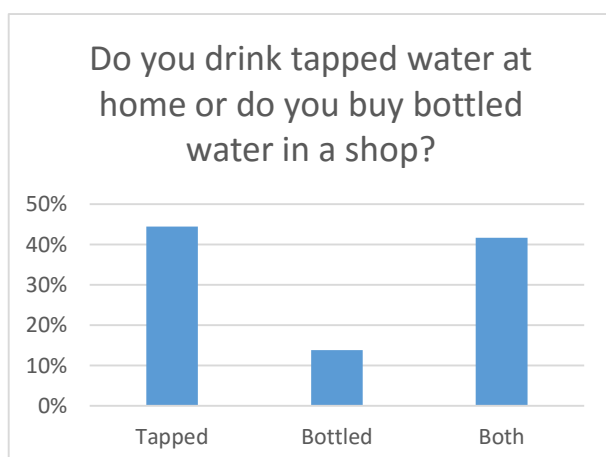 Do you drink tapped water at
home or do you buy bottled
water in a shop?
50%
40%
30%
20%
10%
0%
Tapped Bottled Both